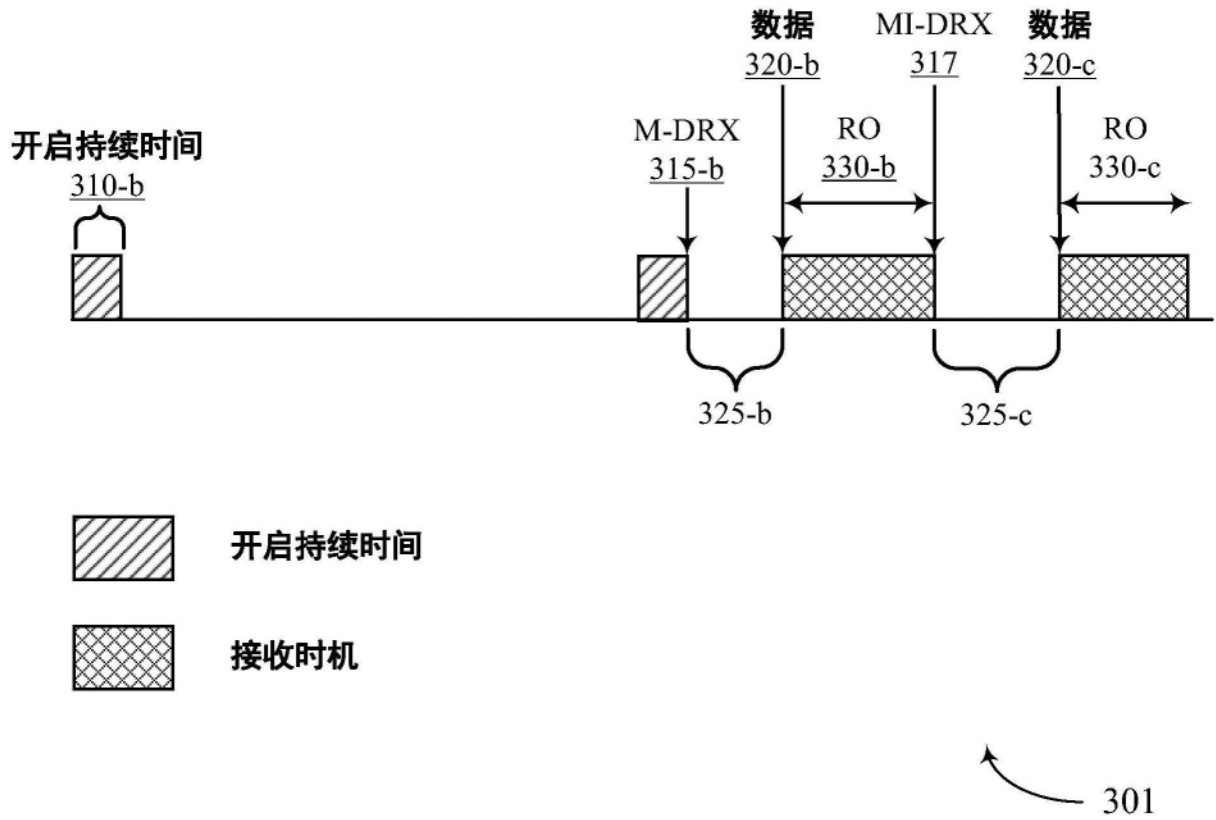 数据
320-b
MI-DRX
317
数据
320-c
开启持续时间
310-b
M-DRX
315-b
RO
330-b
RO
330-c
325-b
325-c
开启持续时间
接收时机
301